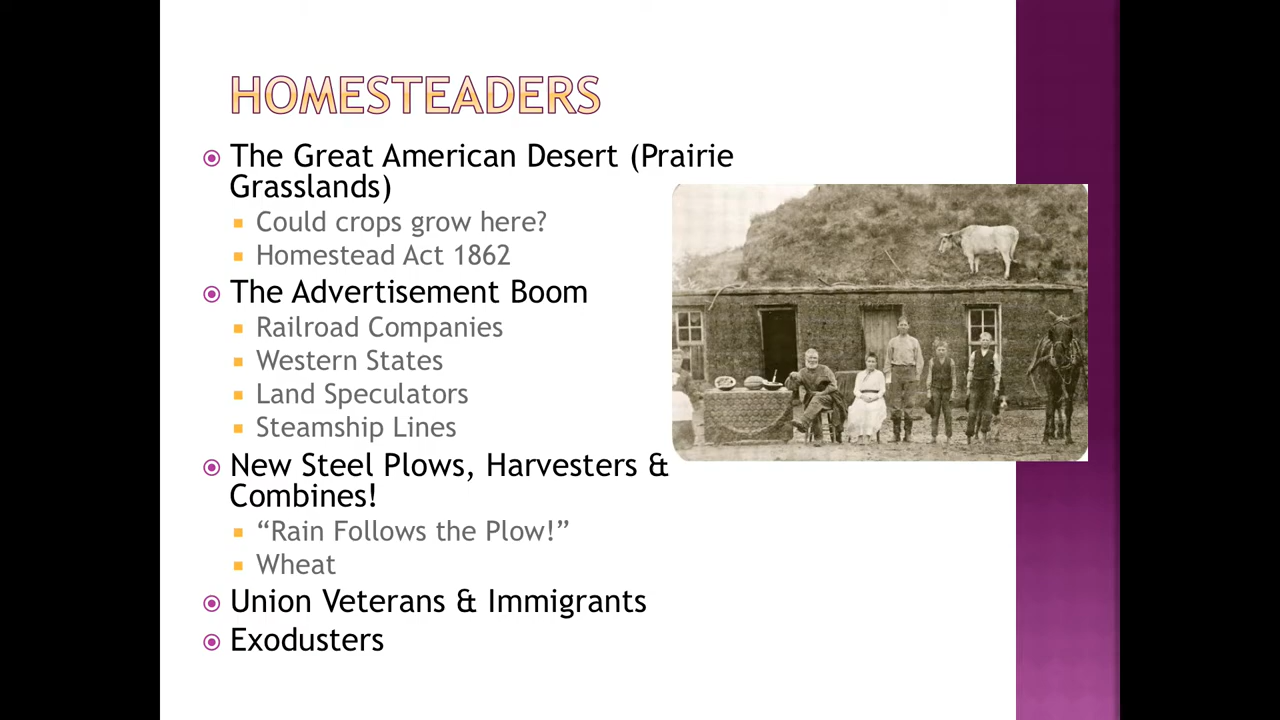 HOMESTEADERS
The Great American Desert (Prairie
Grasslands)
Could crops grow here?
Homestead Act 1862
The Advertisement Boom
Railroad Companies
Western States
Land Speculators
Steamship Lines
New Steel Plows, Harvesters &
Combines!
“Rain Follows the Plow!”
Wheat
Union Veterans & Immigrants
Exodusters